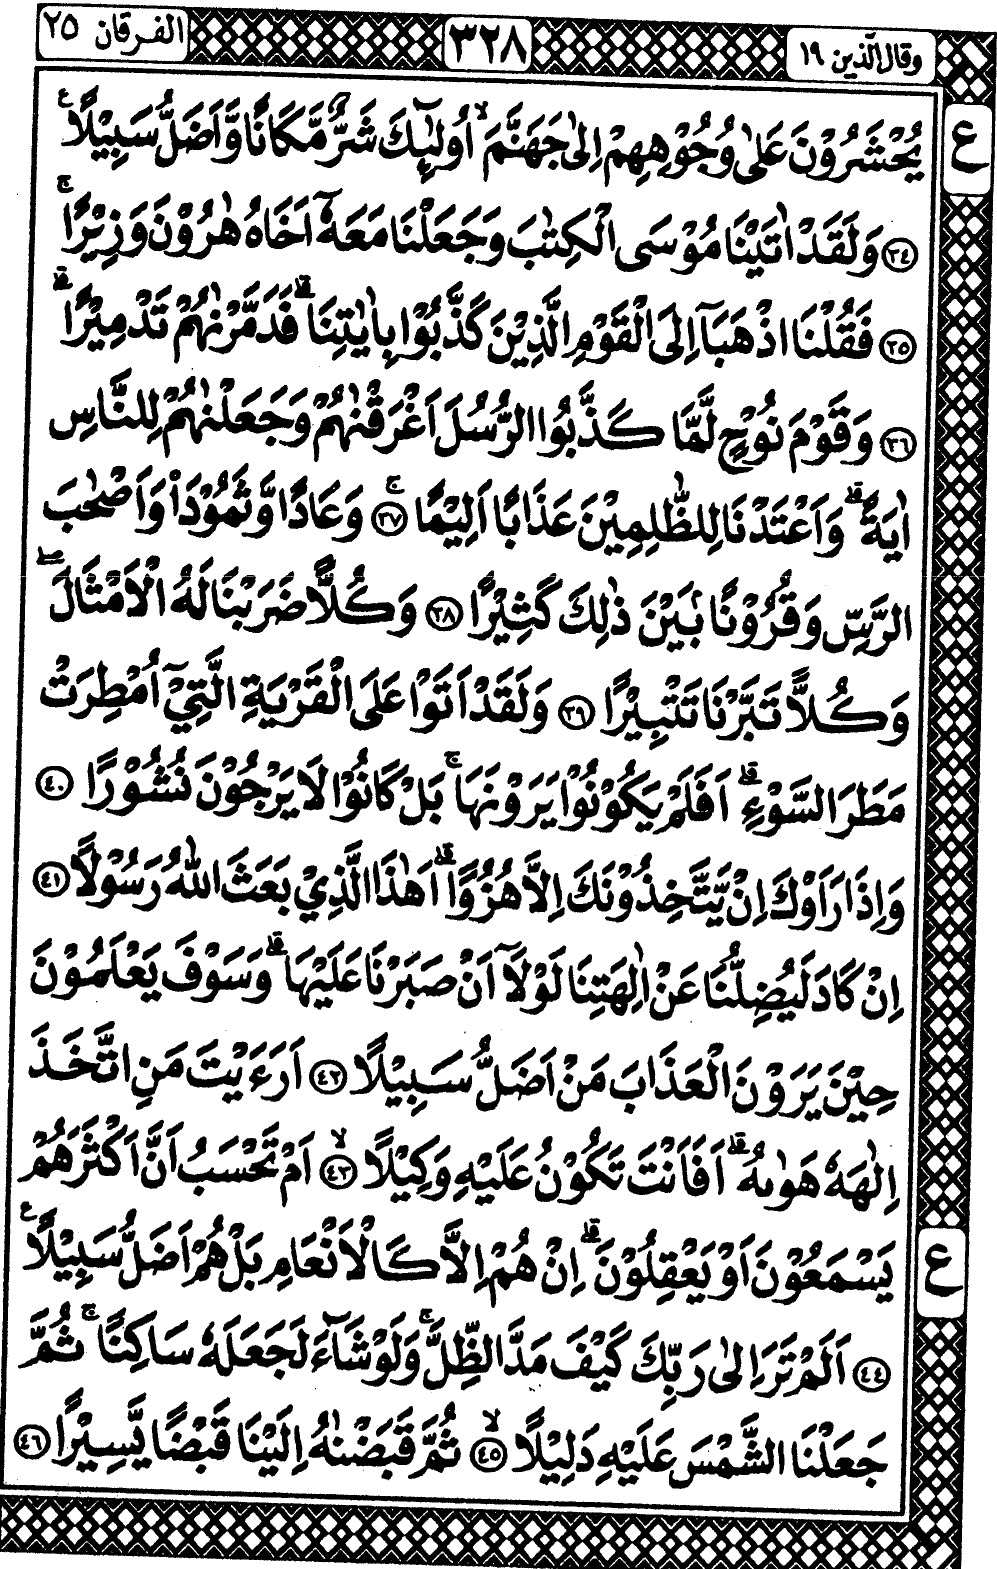 وقال الّذين ١٩ ٣٢٨ الفرقان ٢٥
يُحْشَرُوْنَ عَلٰى وُجُوْهِهِمْ اِلٰى جَهَنَّمَ ۙ اُولٰٓئِكَ شَرٌّ مَّكَانًا وَّاَضَلُّ سَبِيْلًا ع
﴿٣٤﴾ وَلَقَدْ اٰتَيْنَا مُوْسَى الْكِتٰبَ وَجَعَلْنَا مَعَهٗٓ اَخَاهُ هٰرُوْنَ وَزِيْرًا ۚ
﴿٣٥﴾ فَقُلْنَا اذْهَبَآ اِلَى الْقَوْمِ الَّذِيْنَ كَذَّبُوْا بِاٰيٰتِنَا ؕ فَدَمَّرْنٰهُمْ تَدْمِيْرًا ؕ
﴿٣٦﴾ وَقَوْمَ نُوْحٍ لَّمَّا كَذَّبُوا الرُّسُلَ اَغْرَقْنٰهُمْ وَجَعَلْنٰهُمْ لِلنَّاسِ
اٰيَةً ؕ وَاَعْتَدْنَا لِلظّٰلِمِيْنَ عَذَابًا اَلِيْمًا ۚ ﴿٣٧﴾ وَعَادًا وَّثَمُوْدَا۟ وَاَصْحٰبَ
الرَّسِّ وَقُرُوْنًا بَيْنَ ذٰلِكَ كَثِيْرًا ﴿٣٨﴾ وَكُلًّا ضَرَبْنَا لَهُ الْاَمْثَالَ ۖ
وَكُلًّا تَبَّرْنَا تَتْبِيْرًا ﴿٣٩﴾ وَلَقَدْ اَتَوْا عَلَى الْقَرْيَةِ الَّتِيْٓ اُمْطِرَتْ
مَطَرَ السَّوْءِ ؕ اَفَلَمْ يَكُوْنُوْا يَرَوْنَهَا ۚ بَلْ كَانُوْا لَا يَرْجُوْنَ نُشُوْرًا ﴿٤٠﴾
وَاِذَا رَاَوْكَ اِنْ يَّتَّخِذُوْنَكَ اِلَّا هُزُوًا ؕ اَهٰذَا الَّذِيْ بَعَثَ اللّٰهُ رَسُوْلًا ﴿٤١﴾
اِنْ كَادَ لَيُضِلُّنَا عَنْ اٰلِهَتِنَا لَوْلَآ اَنْ صَبَرْنَا عَلَيْهَا ؕ وَسَوْفَ يَعْلَمُوْنَ
حِيْنَ يَرَوْنَ الْعَذَابَ مَنْ اَضَلُّ سَبِيْلًا ﴿٤٢﴾ اَرَءَيْتَ مَنِ اتَّخَذَ
اِلٰهَهٗ هَوٰىهُ ؕ اَفَاَنْتَ تَكُوْنُ عَلَيْهِ وَكِيْلًا ۙ ﴿٤٣﴾ اَمْ تَحْسَبُ اَنَّ اَكْثَرَهُمْ
يَسْمَعُوْنَ اَوْ يَعْقِلُوْنَ ؕ اِنْ هُمْ اِلَّا كَالْاَنْعَامِ بَلْ هُمْ اَضَلُّ سَبِيْلًا ع
﴿٤٤﴾ اَلَمْ تَرَ اِلٰى رَبِّكَ كَيْفَ مَدَّ الظِّلَّ ۚ وَلَوْ شَآءَ لَجَعَلَهٗ سَاكِنًا ۚ ثُمَّ
جَعَلْنَا الشَّمْسَ عَلَيْهِ دَلِيْلًا ۙ ﴿٤٥﴾ ثُمَّ قَبَضْنٰهُ اِلَيْنَا قَبْضًا يَّسِيْرًا ﴿٤٦﴾
ع
ع